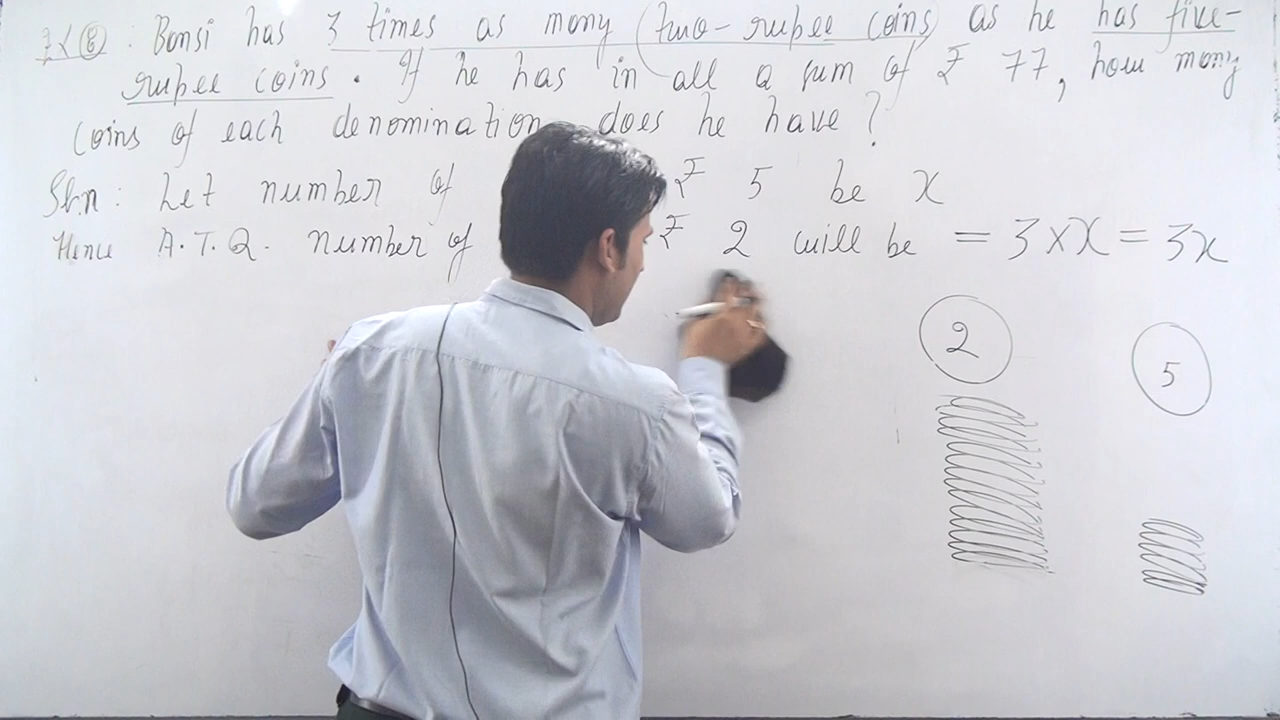 Ex 8 : Bansi has 3 times as many (two-rupee coins) as he has five-
rupee coins. If he has in all a sum of ₹ 77, how many
coins of each denomination does he have?
Sln: Let number of ₹ 5 be x
Hence A.T.Q. number of ₹ 2 will be = 3×x = 3x
2
5